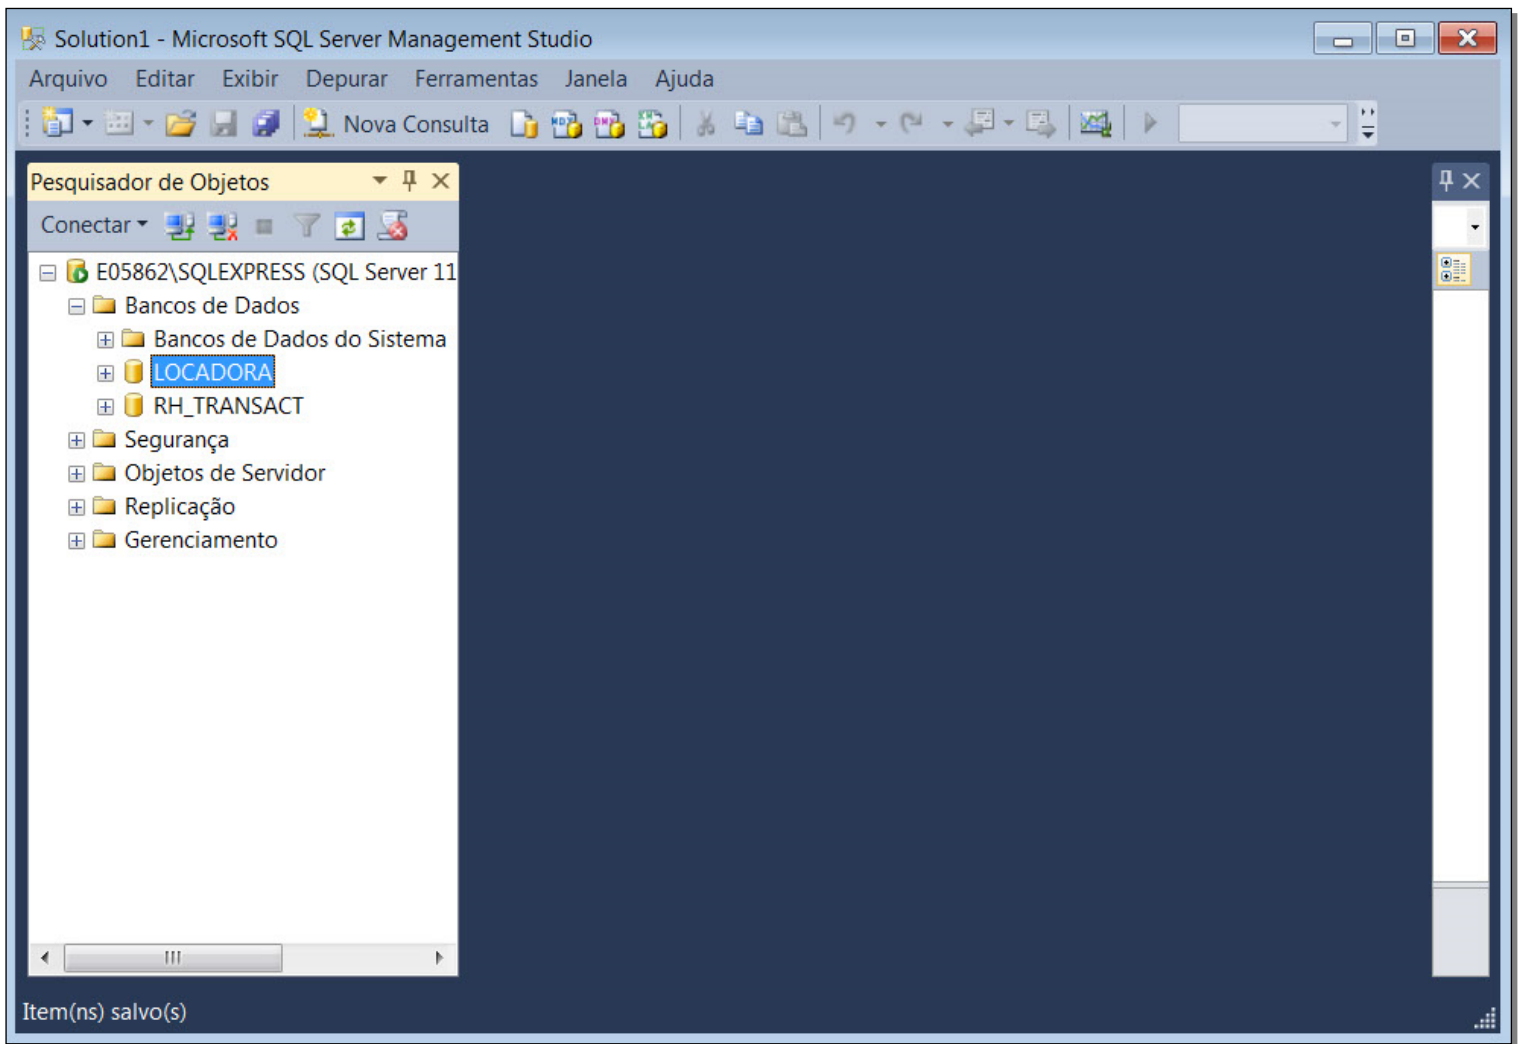 Solution1 - Microsoft SQL Server Management Studio
Arquivo Editar Exibir Depurar Ferramentas Janela Ajuda
Nova Consulta
Pesquisador de Objetos
Conectar
E05862\SQLEXPRESS (SQL Server 11
Bancos de Dados
Bancos de Dados do Sistema
LOCADORA
RH_TRANSACT
Segurança
Objetos de Servidor
Replicação
Gerenciamento
Item(ns) salvo(s)